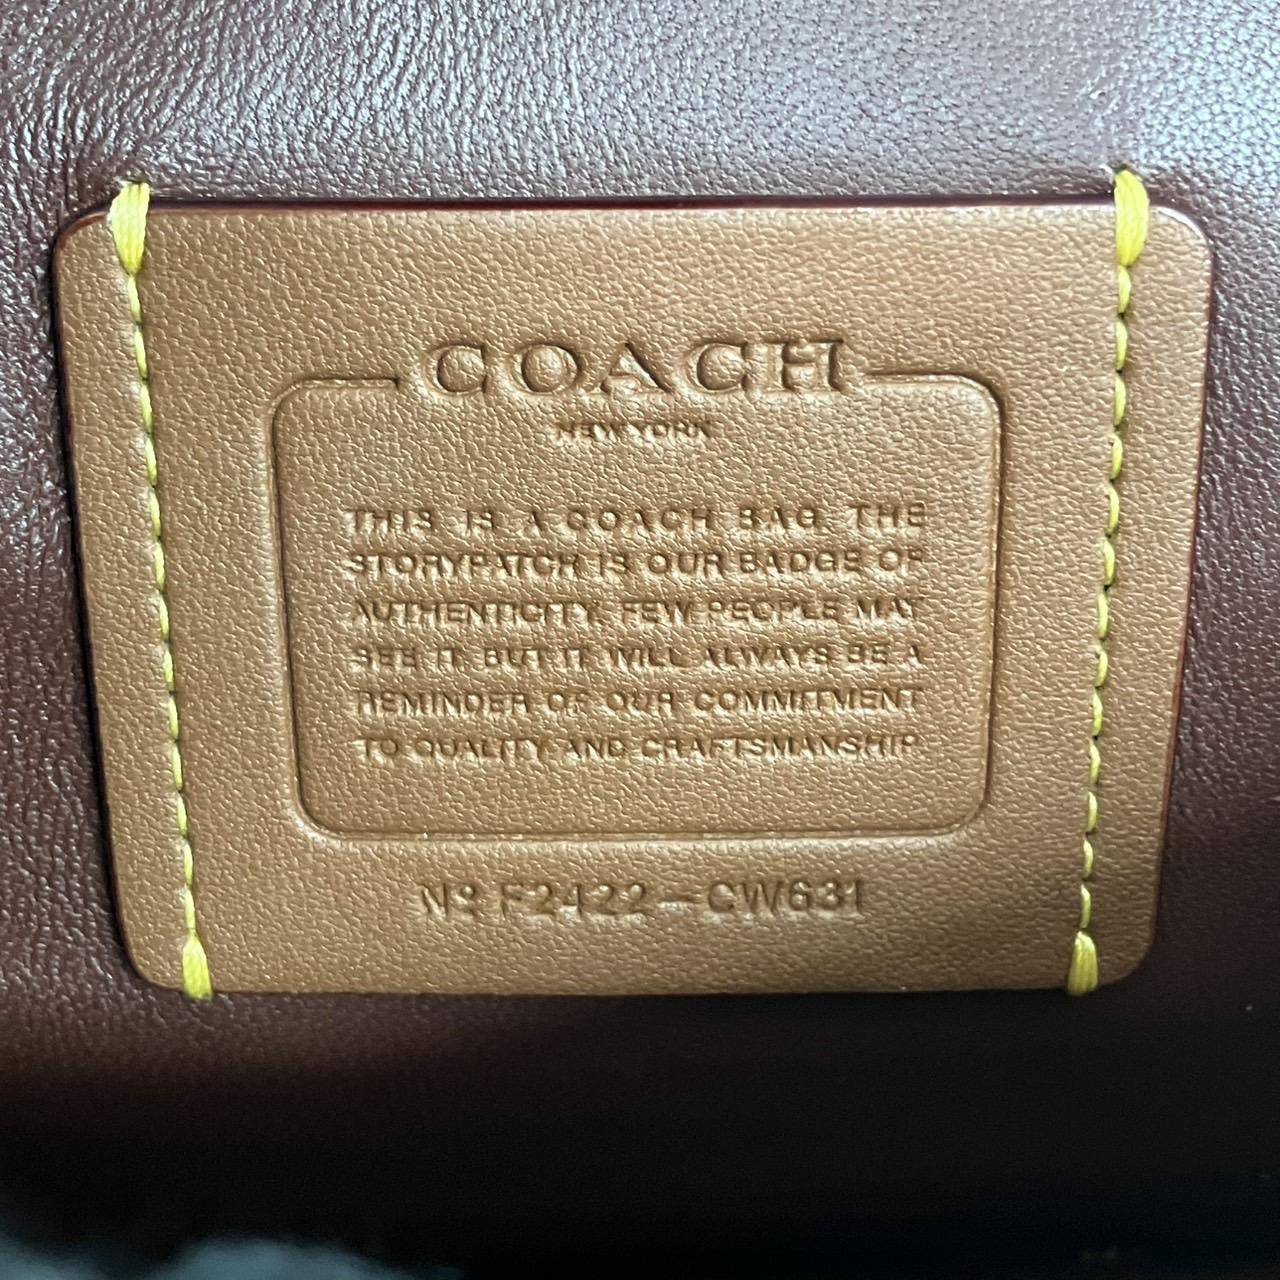 COACH
NEW YORK
THIS IS A COACH BAG. THE
STORYPATCH IS OUR BADGE OF
AUTHENTICITY. FEW PEOPLE MAY
SEE IT. BUT IT WILL ALWAYS BE A
REMINDER OF OUR COMMITMENT
TO QUALITY AND CRAFTSMANSHIP.
Nº F2422-CW631